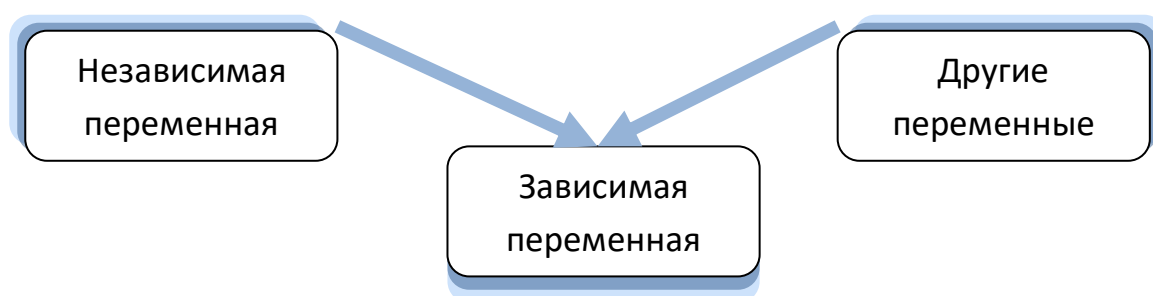 Независимая
переменная
Другие
переменные
Зависимая
переменная